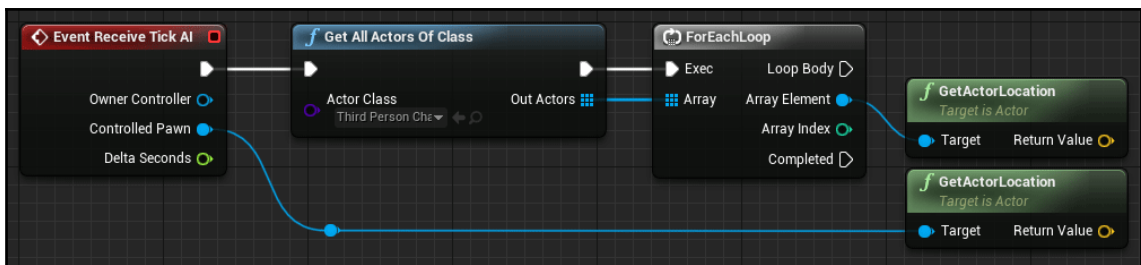 Event Receive Tick AI
Owner Controller
Controlled Pawn
Delta Seconds
f Get All Actors Of Class
Actor Class
Third Person Cha
Out Actors
ForEachLoop
Exec
Loop Body
Array
Array Element
Array Index
Completed
f GetActorLocation
Target is Actor
Target
Return Value
f GetActorLocation
Target is Actor
Target
Return Value